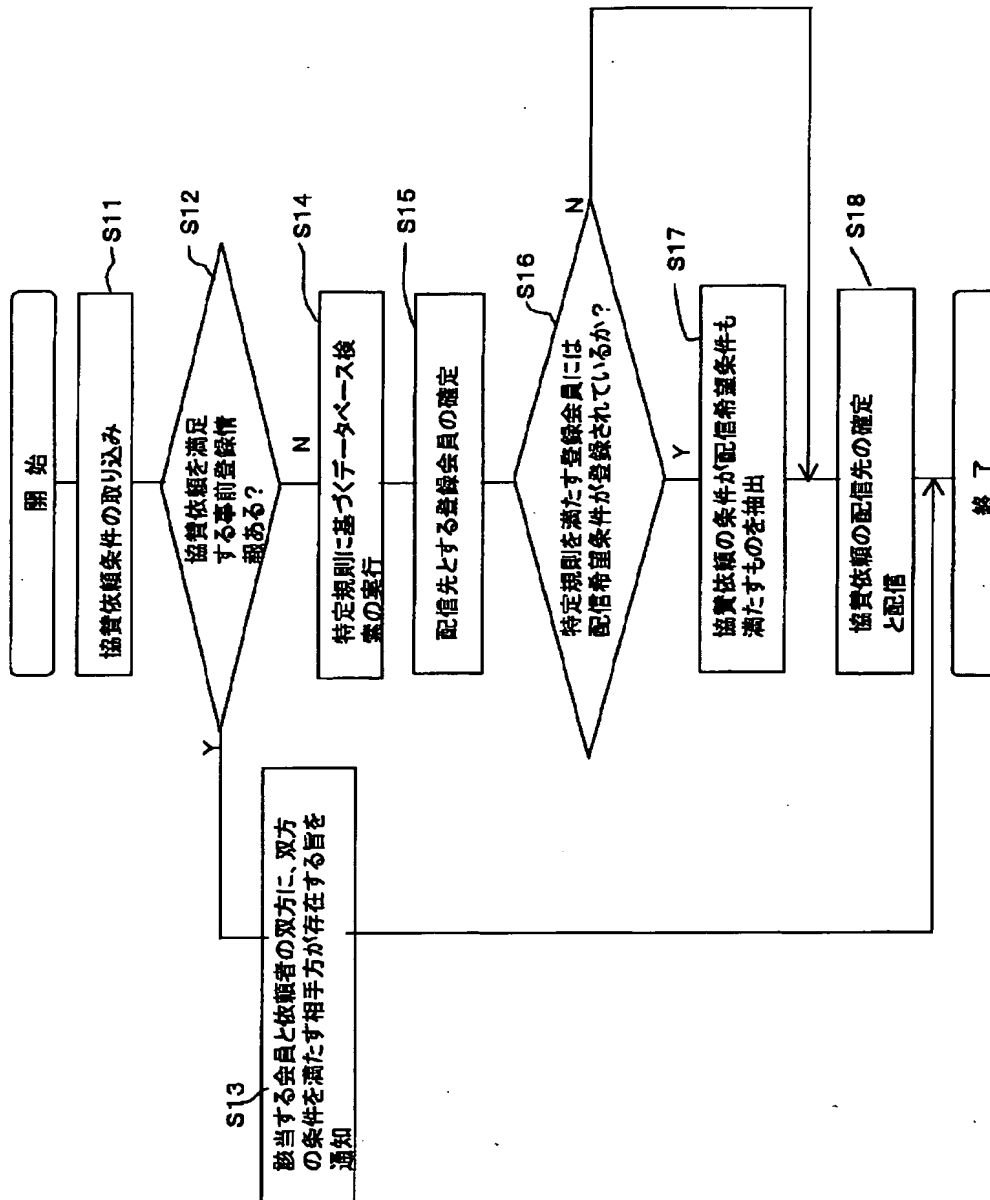 開 始
協賛依頼条件の取り込み
S11
協賛依頼を満足
する事前登録情
報ある？
S12
Y
N
S13
該当する会員と依頼者の双方に、双方
の条件を満たす相手方が存在する旨を
通知
特定規則に基づくデータベース検
索の実行
S14
配信先とする登録会員の確定
S15
特定規則を満たす登録会員には
配信希望条件が登録されているか？
S16
N
Y
協賛依頼の条件が配信希望条件も
満たすものを抽出
S17
協賛依頼の配信先の確定
と配信
S18
終 了